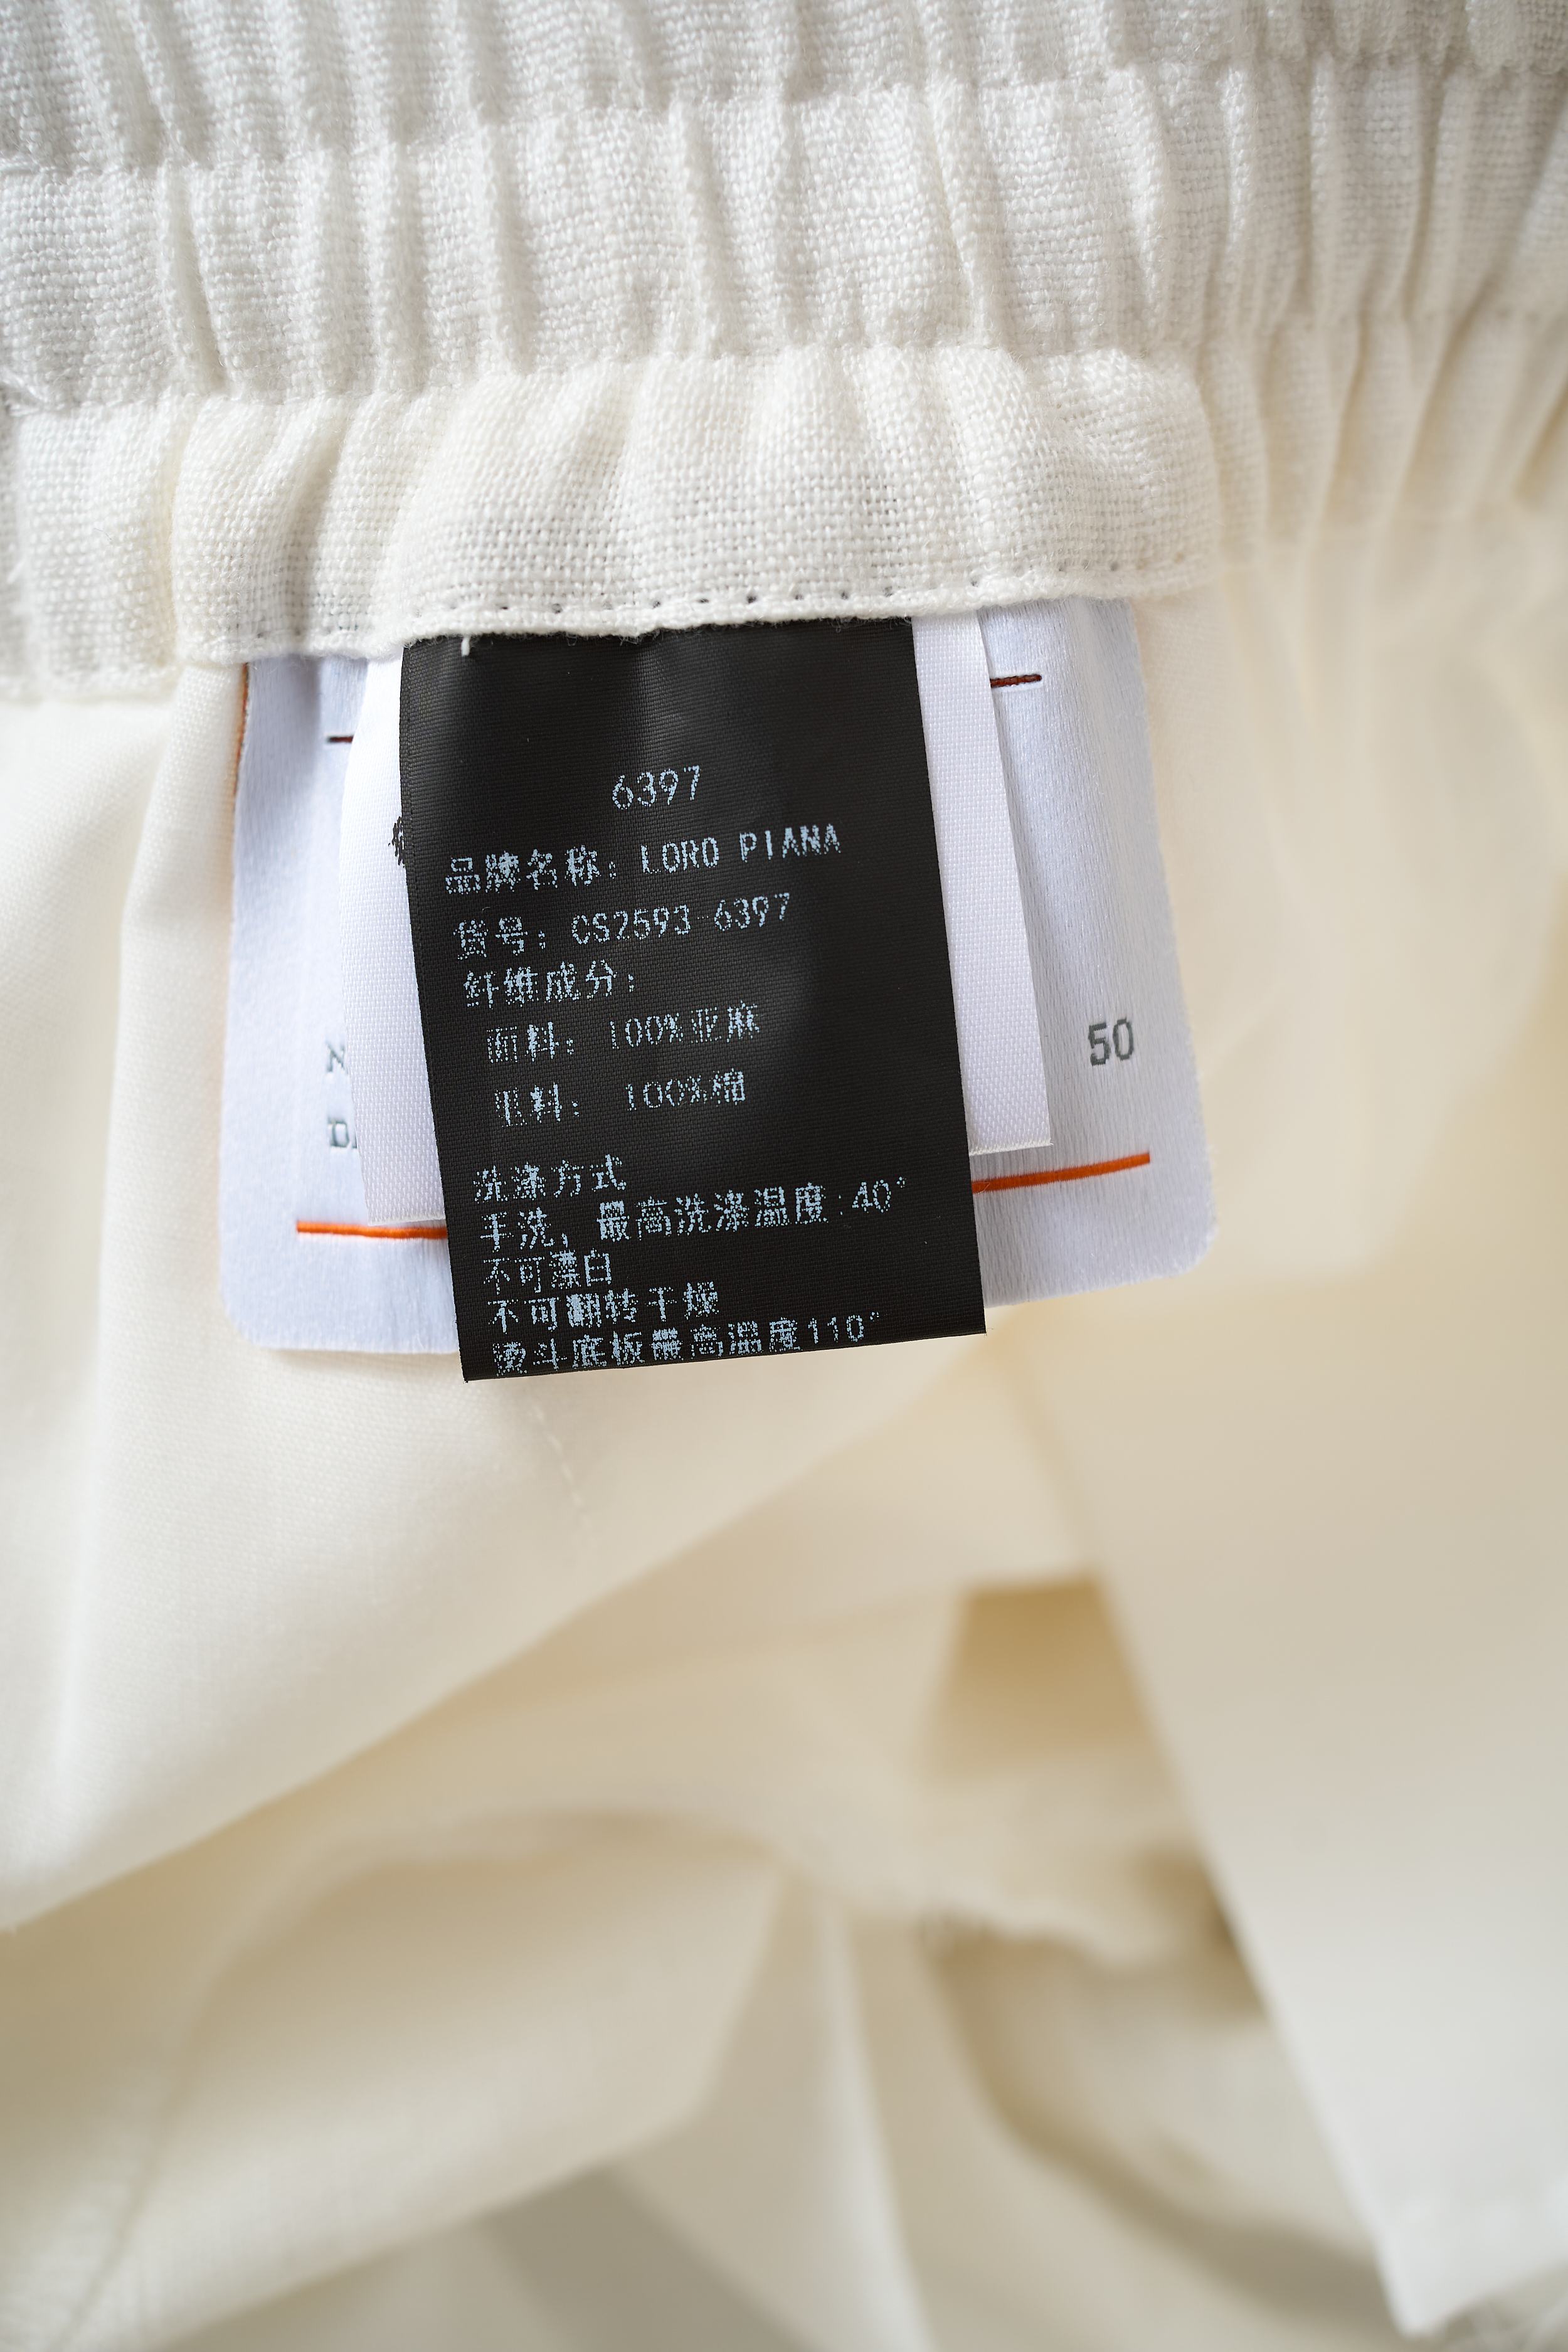 6397
品牌名称: LORO PIANA
货号: CS2593-6397
纤维成分:
面料: 100%亚麻
里料: 100%棉
50
洗涤方式
手洗, 最高洗涤温度:40°
不可漂白
不可翻转干燥
熨斗底板最高温度110°